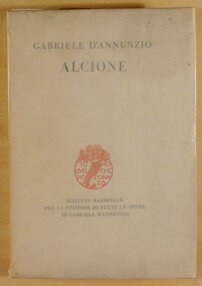 GABRIELE D'ANNUNZIO
ALCIONE
ISTITUTO NAZIONALE
PER LA EDIZIONE DI TUTTE LE OPERE
DI GABRIELE D'ANNUNZIO